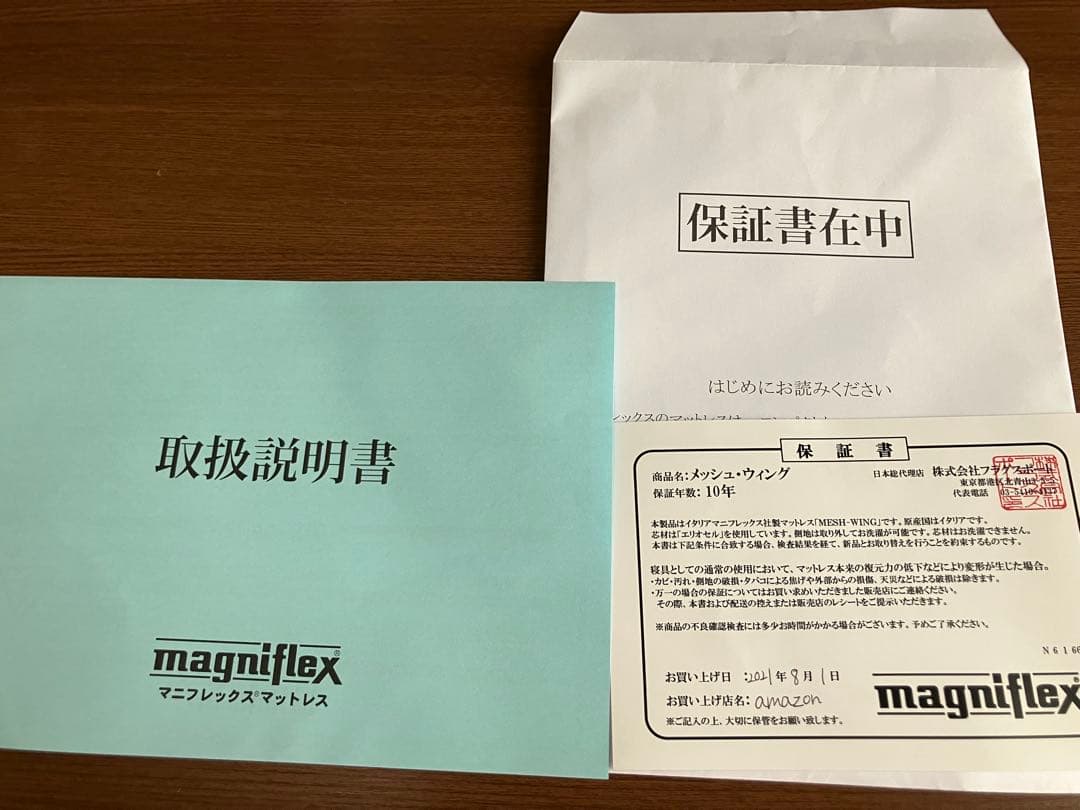 保証書在中
はじめにお読みください
取扱説明書
magniflex®
マニフレックス®マットレス
保証書
商品名:メッシュ・ウィング
保証年数:10年
日本総代理店 株式会社フラグスポート
東京都港区北青山
代表電話
本製品はイタリアマニフレックス社製マットレス「MESH-WING」です。原産国はイタリアです。
芯材は「エリオセル」を使用しています。側地は取り外してお洗濯が可能です。芯材はお洗濯できません。
本書は下記条件に合致する場合、検査結果を経て、新品とお取り替えを行うことを約束するものです。
寝具としての通常の使用において、マットレス本来の復元力の低下などにより変形が生じた場合。
・カビ・汚れ・側地の破損・タバコによる焦げや外部からの損傷、天災などによる破損は除きます。
・万一の場合の保証についてはお買い求めいただきました販売店にご連絡ください。
その際、本書および配送の控えまたは販売店のレシートをご提示いただきます。
※商品の不良確認検査には多少お時間がかかる場合がございます。予めご了承ください。
N6166
お買い上げ日:2021年8月1日
お買い上げ店名:amazon
※ご記入の上、大切に保管をお願い致します。
magniflex